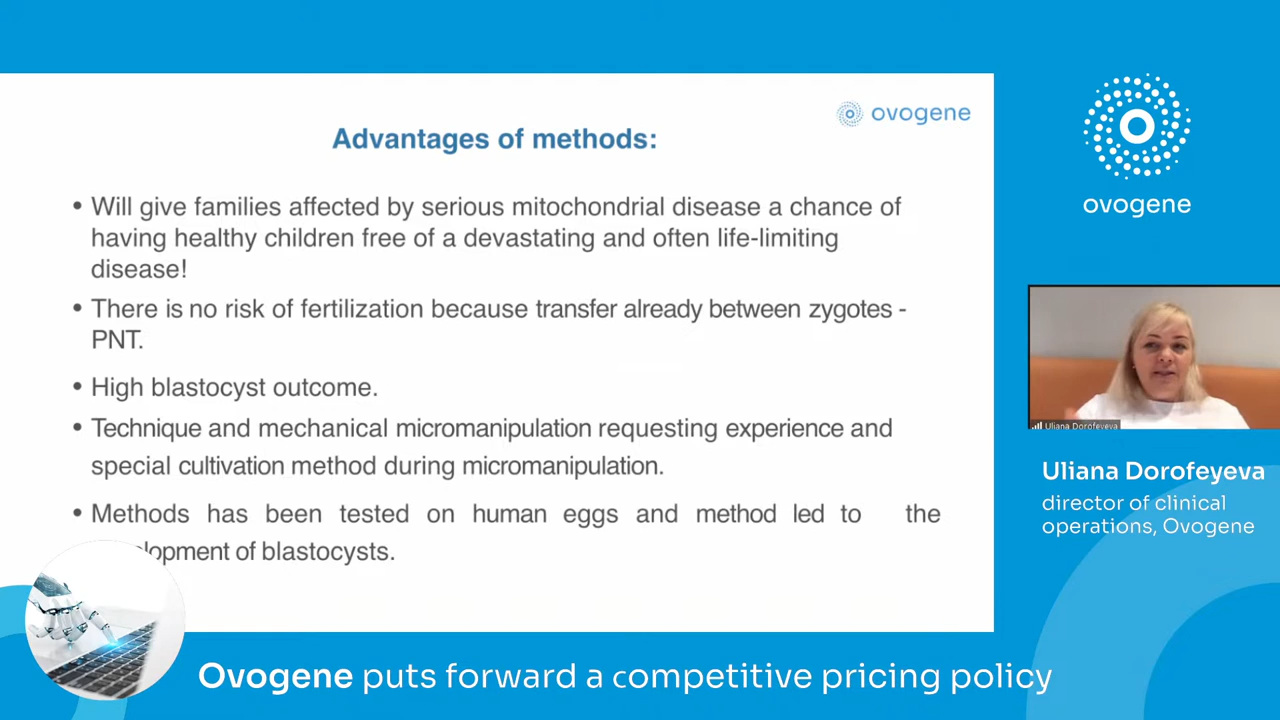 ovogene
Advantages of methods:
• Will give families affected by serious mitochondrial disease a chance of
having healthy children free of a devastating and often life-limiting
disease!
• There is no risk of fertilization because transfer already between zygotes -
PNT.
• High blastocyst outcome.
• Technique and mechanical micromanipulation requesting experience and
special cultivation method during micromanipulation.
• Methods has been tested on human eggs and method led to the
lopment of blastocysts.
ovogene
Uliana Dorofeyeva
Uliana Dorofeyeva
director of clinical
operations, Ovogene
Ovogene puts forward a competitive pricing policy